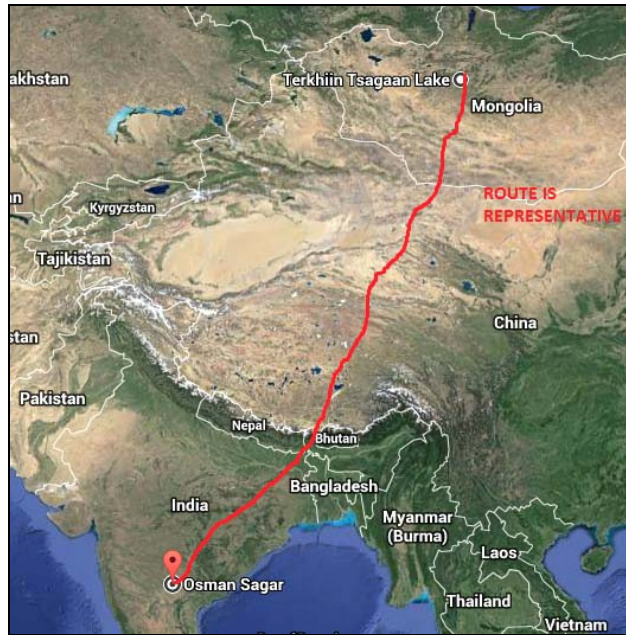 akhstan
Terkhiin Tsagaan Lake
Mongolia
an
ROUTE IS
REPRESENTATIVE
Kyrgyzstan
Tajikistan
China
stan
Pakistan
Nepal
Bhutan
Bangladesh
India
Myanmar
(Burma)
Laos
Osman Sagar
Thailand
Vietnam